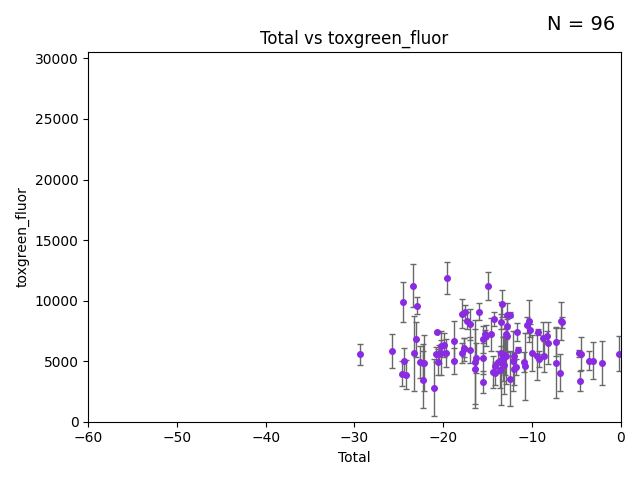 N = 96
Total vs toxgreen_fluor
30000
25000
20000
15000
10000
5000
0
toxgreen_fluor
−60 −50 −40 −30 −20 −10 0
Total